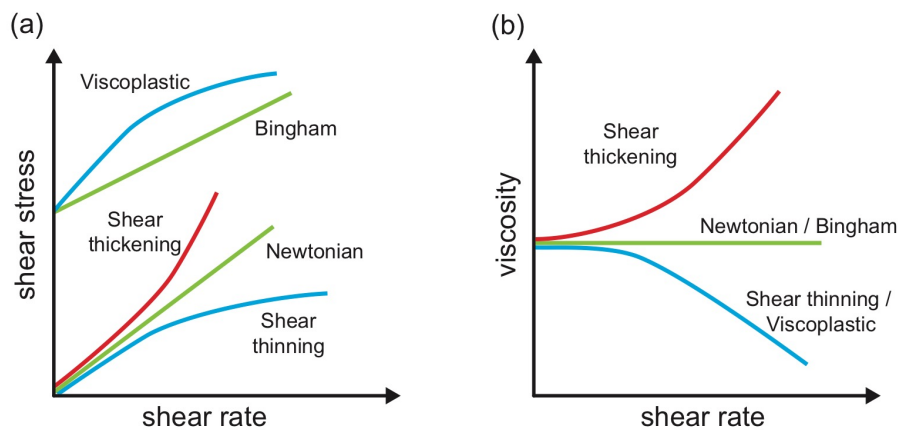 (a)
Viscoplastic
Bingham
shear stress
Shear
thickening
Newtonian
Shear
thinning
shear rate
(b)
Shear
thickening
viscosity
Newtonian / Bingham
Shear thinning /
Viscoplastic
shear rate